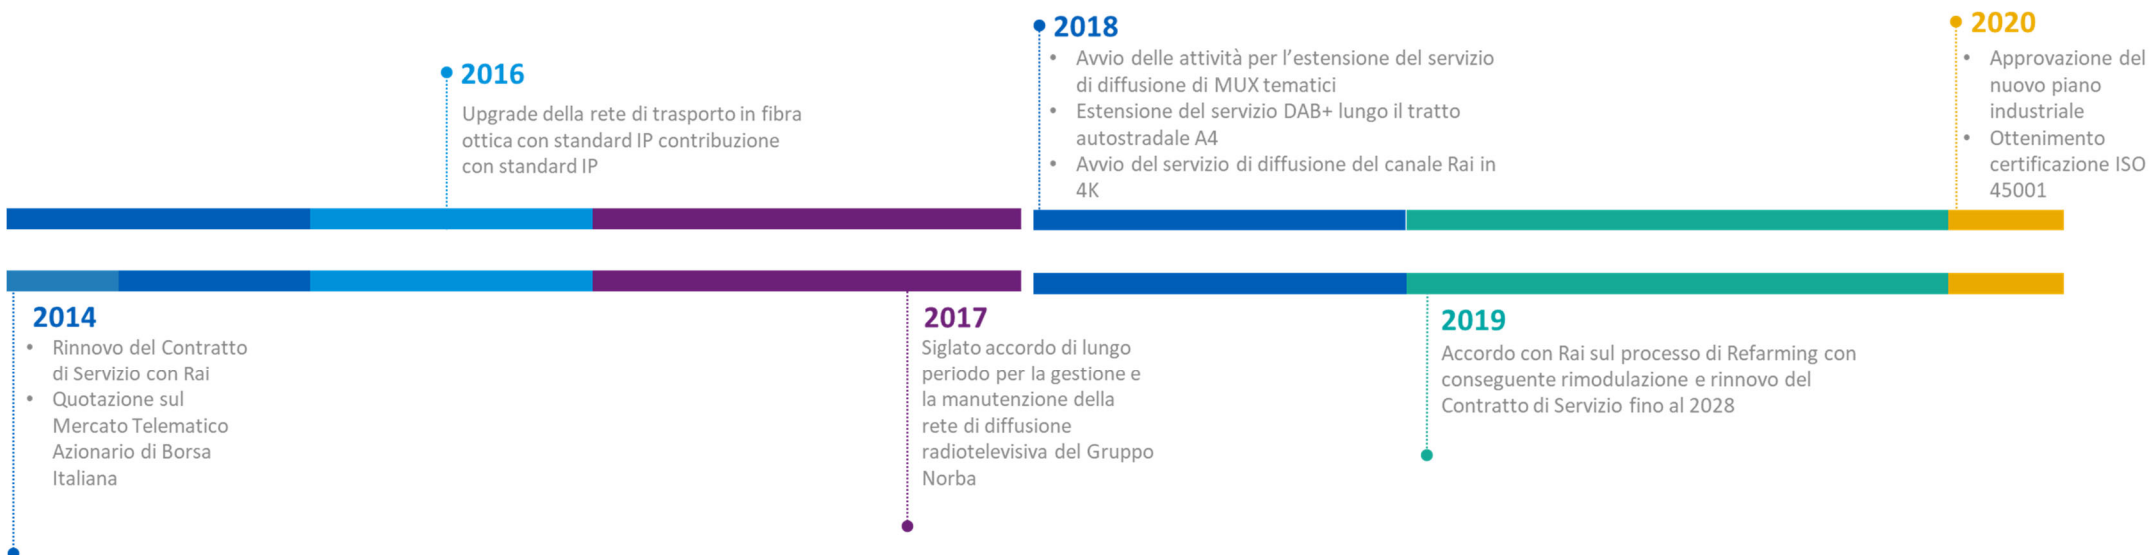 2016
Upgrade della rete di trasporto in fibra
ottica con standard IP contribuzione
con standard IP
2018
• Avvio delle attività per l’estensione del servizio
di diffusione di MUX tematici
• Estensione del servizio DAB+ lungo il tratto
autostradale A4
• Avvio del servizio di diffusione del canale Rai in
4K
2020
• Approvazione del
nuovo piano
industriale
• Ottenimento
certificazione ISO
45001
2014
• Rinnovo del Contratto
di Servizio con Rai
• Quotazione sul
Mercato Telematico
Azionario di Borsa
Italiana
2017
Siglato accordo di lungo
periodo per la gestione e
la manutenzione della
rete di diffusione
radiotelevisiva del Gruppo
Norba
2019
Accordo con Rai sul processo di Refarming con
conseguente rimodulazione e rinnovo del
Contratto di Servizio fino al 2028